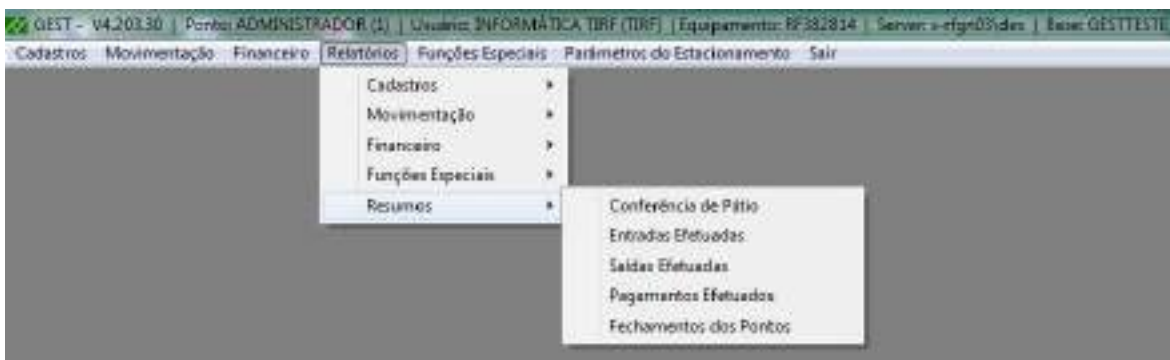 GEST - V4.203.30 | Ponto: ADMINISTRADOR (1) | Usuário: INFORMÁTICA TIRF (TIRF) | Equipamento: RF382814 | Server: | Base: GESTTESTE
Cadastros Movimentação Financeiro Relatórios Funções Especiais Parâmetros do Estacionamento Sair
Cadastros
Movimentação
Financeiro
Funções Especiais
Resumos
Conferência de Pátio
Entradas Efetuadas
Saídas Efetuadas
Pagamentos Efetuados
Fechamentos dos Pontos